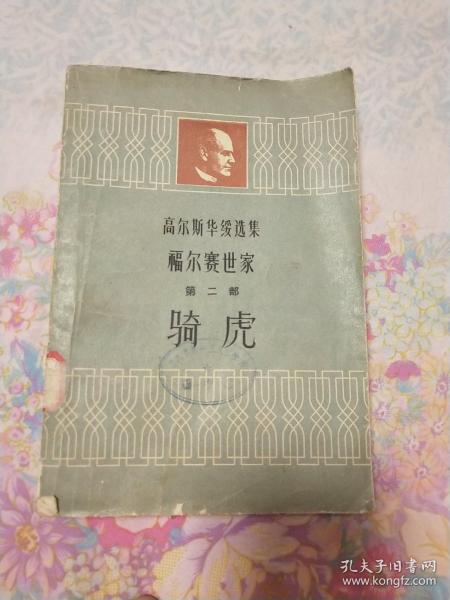 高尔斯华绥选集
福尔赛世家
第二部
骑虎
孔夫子旧书网
www.kongfz.com